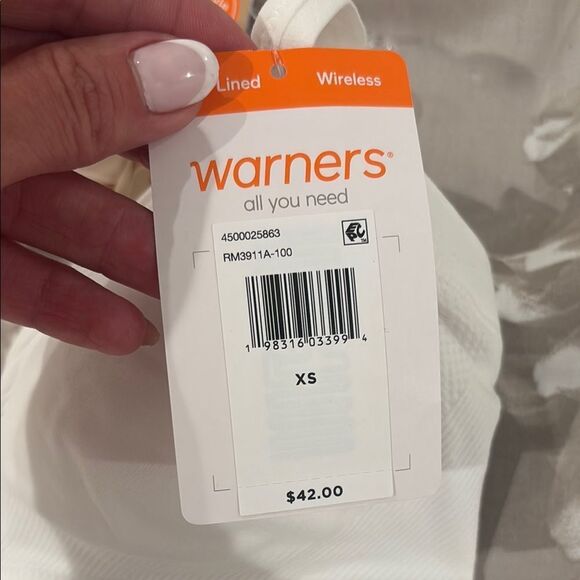 Lined Wireless
warners®
all you need
4500025863
RM3911A-100
1 98316 03399 4
XS
$42.00